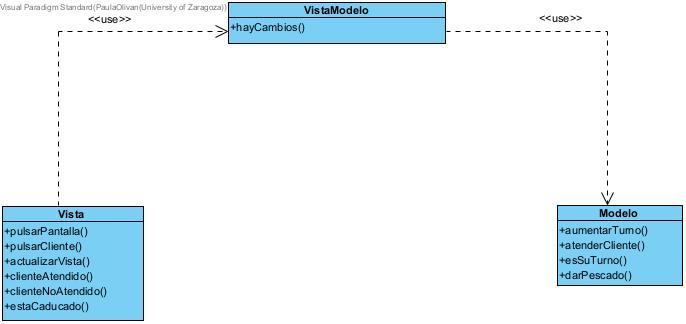 Visual Paradigm Standard(PaulaOlivan(University of Zaragoza))
<<use>>
VistaModelo
+hayCambios()
<<use>>
Vista
+pulsarPantalla()
+pulsarCliente()
+actualizarVista()
+clienteAtendido()
+clienteNoAtendido()
+estaCaducado()
Modelo
+aumentarTurno()
+atenderCliente()
+esSuTurno()
+darPescado()